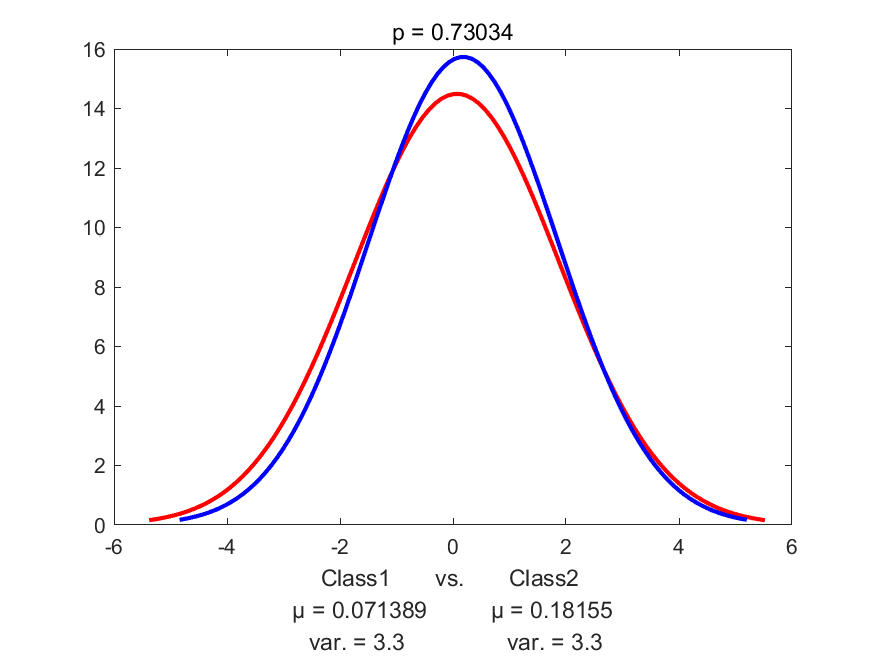 p = 0.73034
16
14
12
10
8
6
4
2
0
-6 -4 -2 0 2 4 6
Class1 vs. Class2
μ = 0.071389 μ = 0.18155
var. = 3.3 var. = 3.3